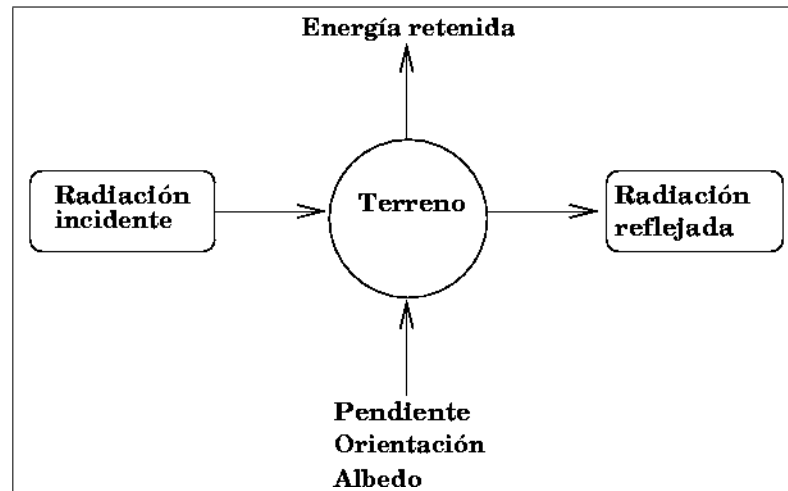 Energía retenida
Radiación
incidente
Terreno
Radiación
reflejada
Pendiente
Orientación
Albedo